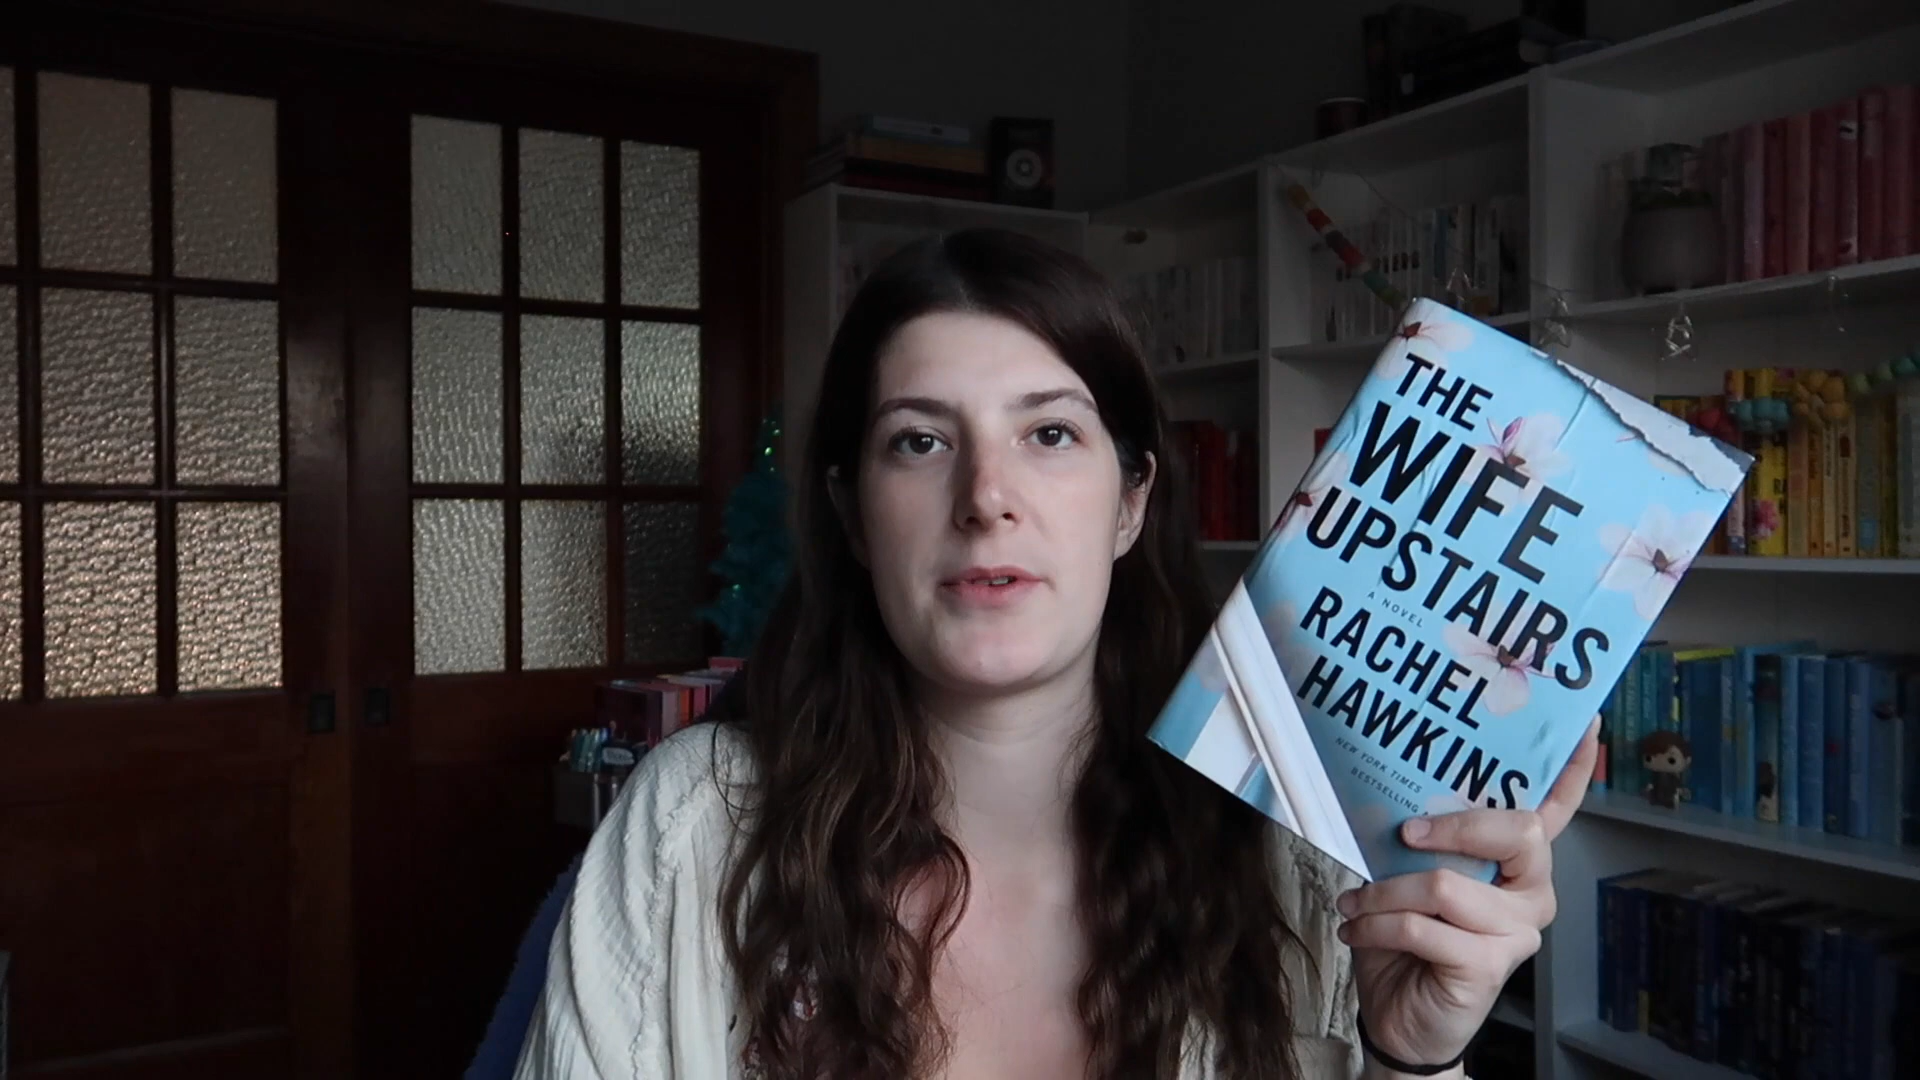 THE
WIFE
UPSTAIRS
A NOVEL
RACHEL
HAWKINS
NEW YORK TIMES
BESTSELLING